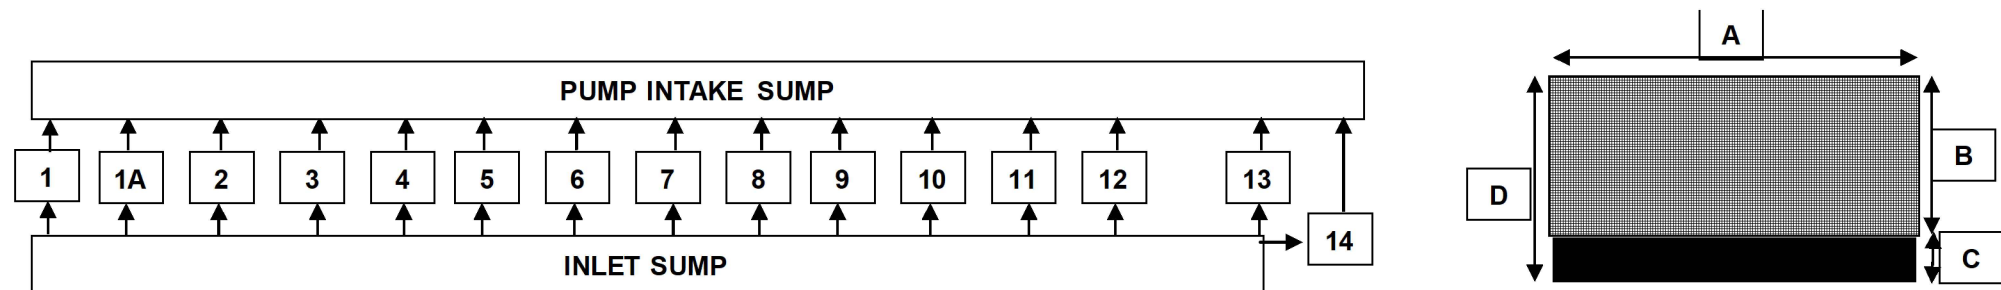 PUMP INTAKE SUMP
1 1A 2 3 4 5 6 7 8 9 10 11 12 13
14
INLET SUMP
A
B
D
C